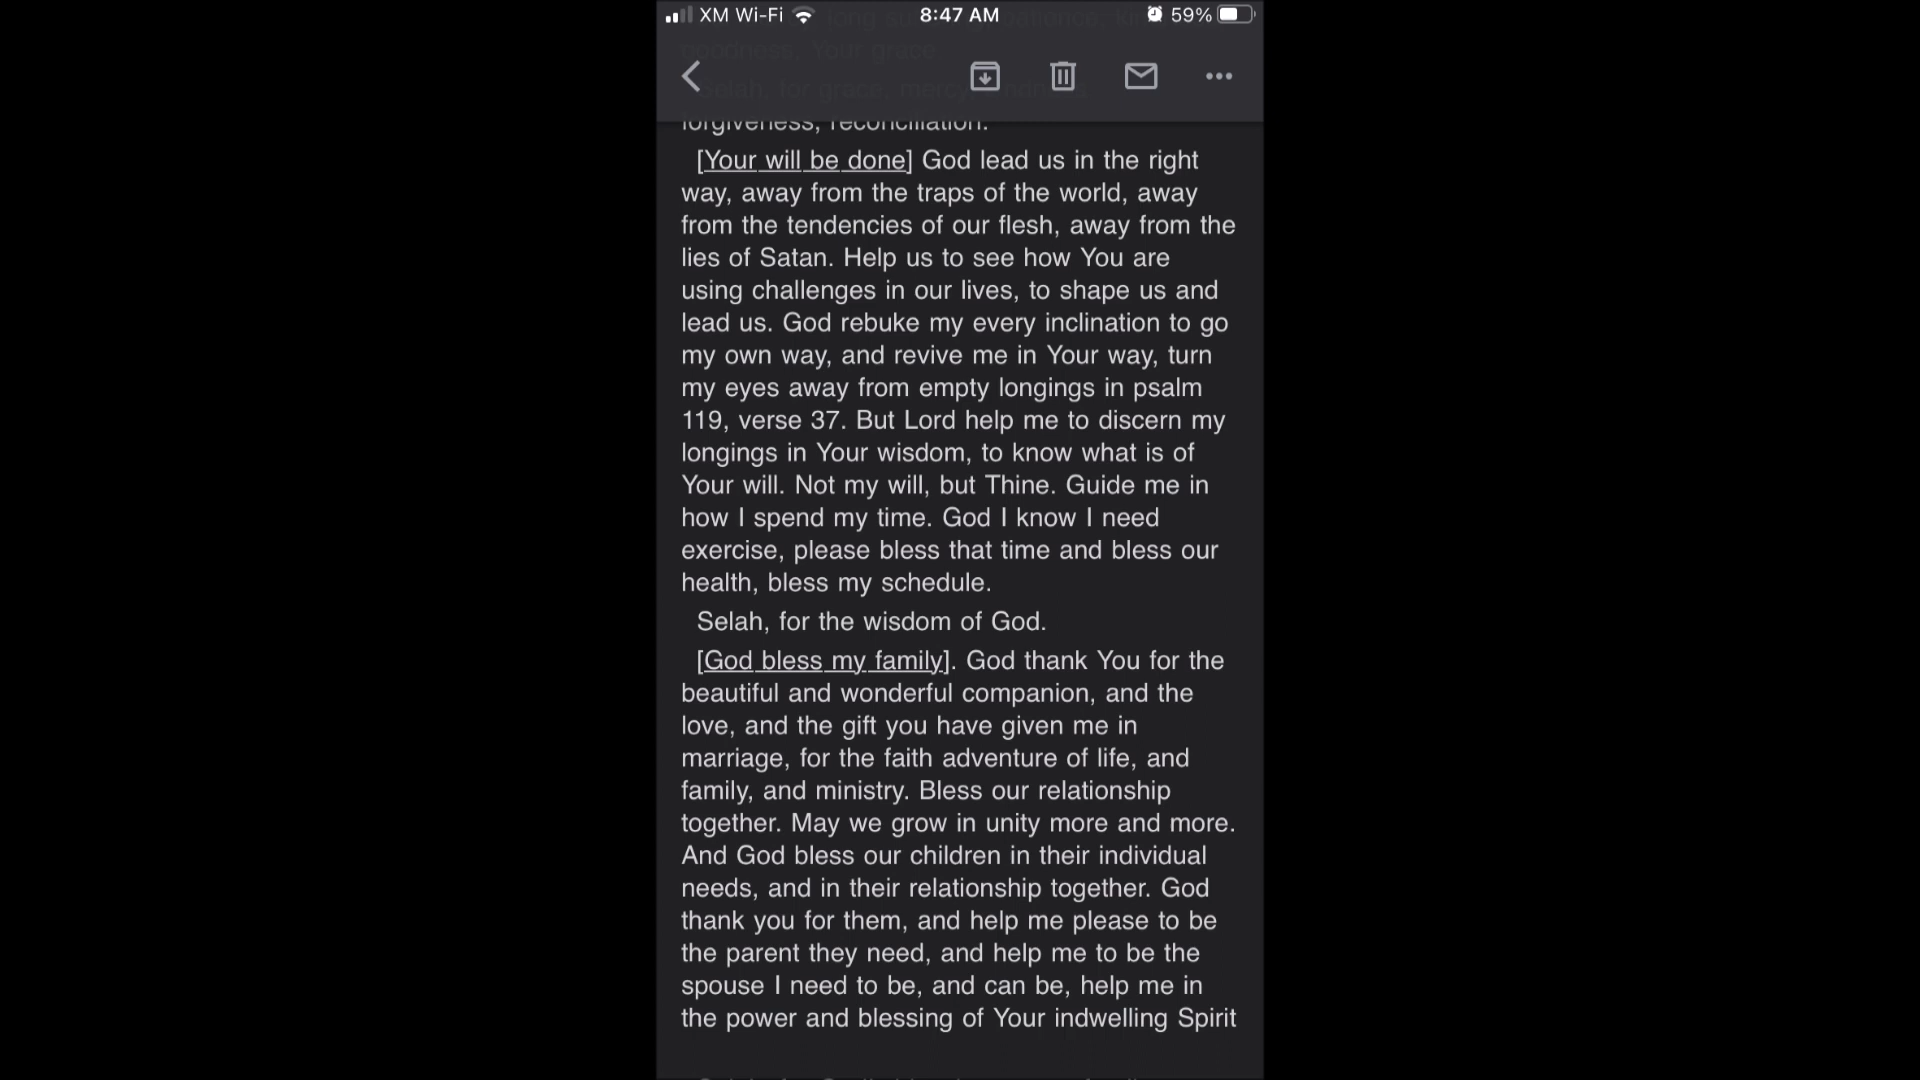 XM Wi-Fi 8:47 AM 59%
goodness, Your grace
Selah, for grace, mercy,
forgiveness, reconciliation.
[Your will be done] God lead us in the right
way, away from the traps of the world, away
from the tendencies of our flesh, away from the
lies of Satan. Help us to see how You are
using challenges in our lives, to shape us and
lead us. God rebuke my every inclination to go
my own way, and revive me in Your way, turn
my eyes away from empty longings in psalm
119, verse 37. But Lord help me to discern my
longings in Your wisdom, to know what is of
Your will. Not my will, but Thine. Guide me in
how I spend my time. God I know I need
exercise, please bless that time and bless our
health, bless my schedule.
Selah, for the wisdom of God.
[God bless my family]. God thank You for the
beautiful and wonderful companion, and the
love, and the gift you have given me in
marriage, for the faith adventure of life, and
family, and ministry. Bless our relationship
together. May we grow in unity more and more.
And God bless our children in their individual
needs, and in their relationship together. God
thank you for them, and help me please to be
the parent they need, and help me to be the
spouse I need to be, and can be, help me in
the power and blessing of Your indwelling Spirit